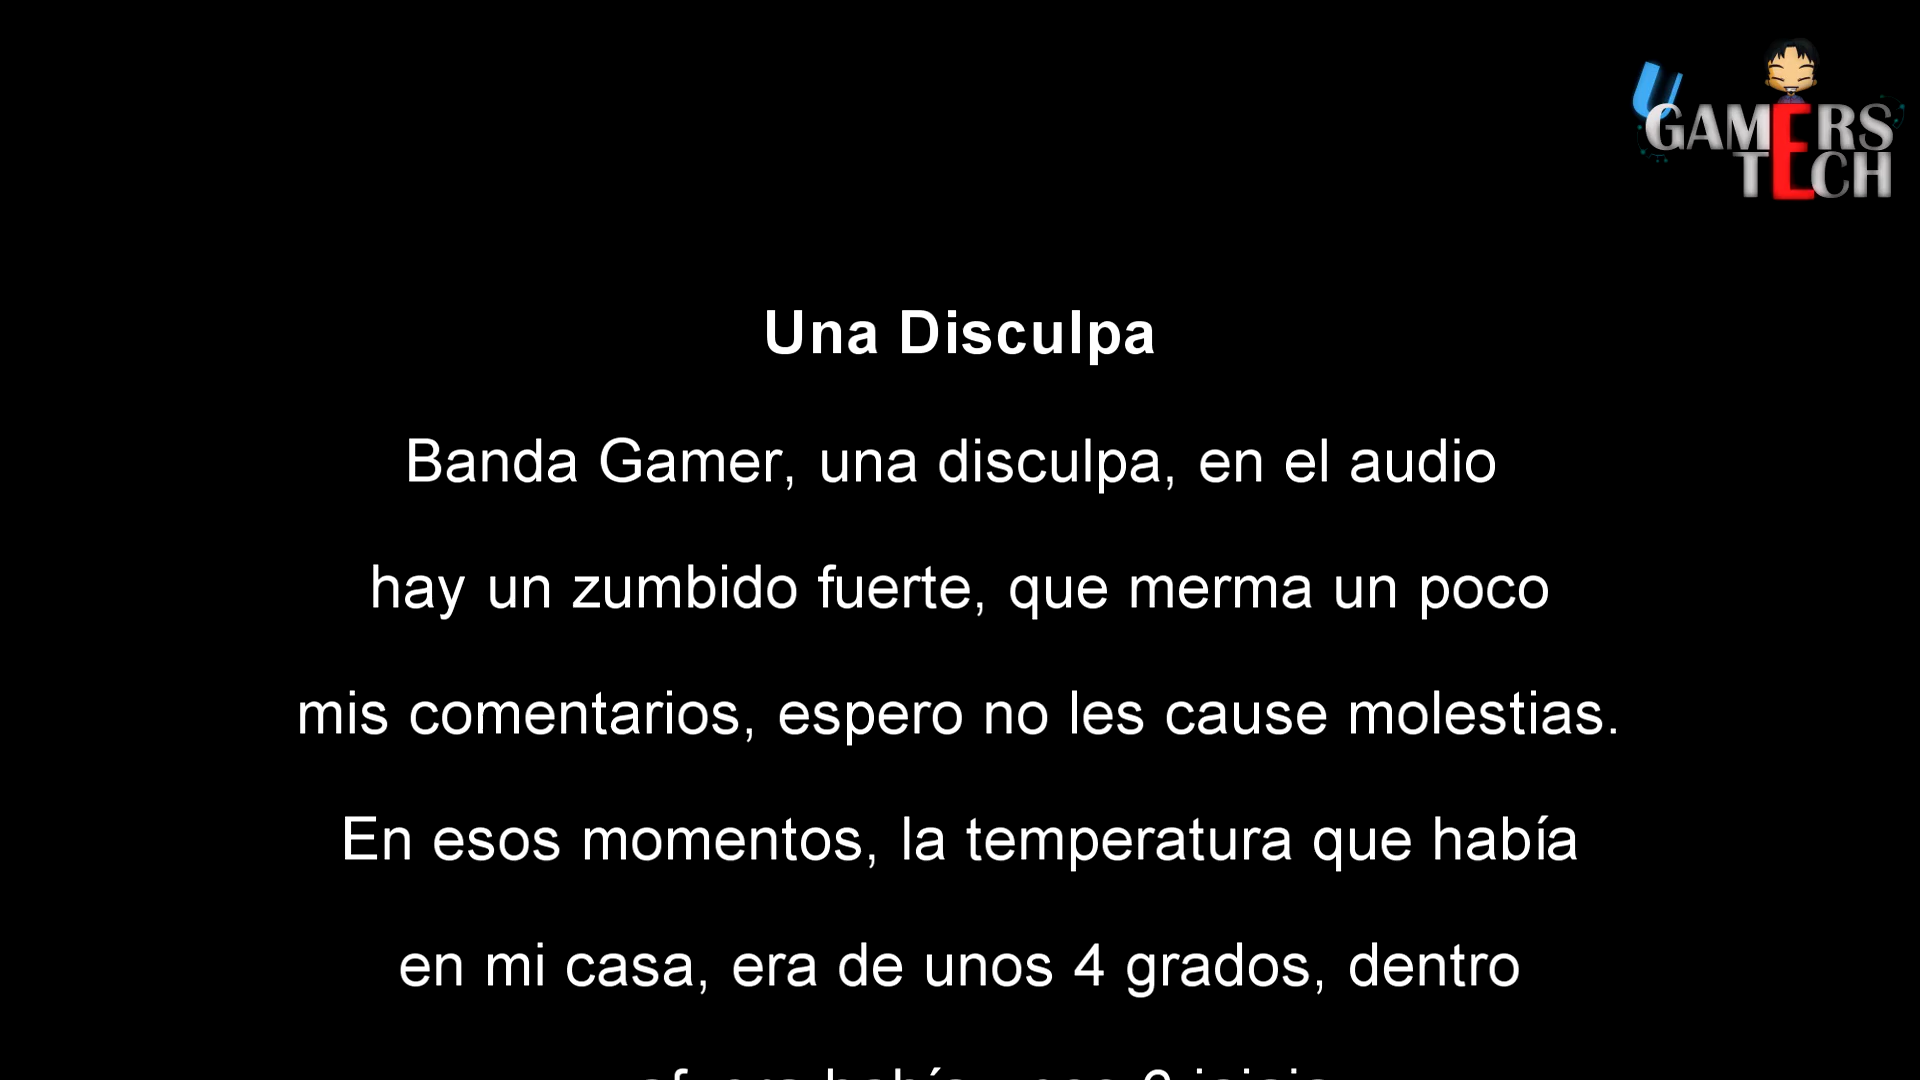 U
GAMERS
TECH
Una Disculpa
Banda Gamer, una disculpa, en el audio
hay un zumbido fuerte, que merma un poco
mis comentarios, espero no les cause molestias.
En esos momentos, la temperatura que había
en mi casa, era de unos 4 grados, dentro
había